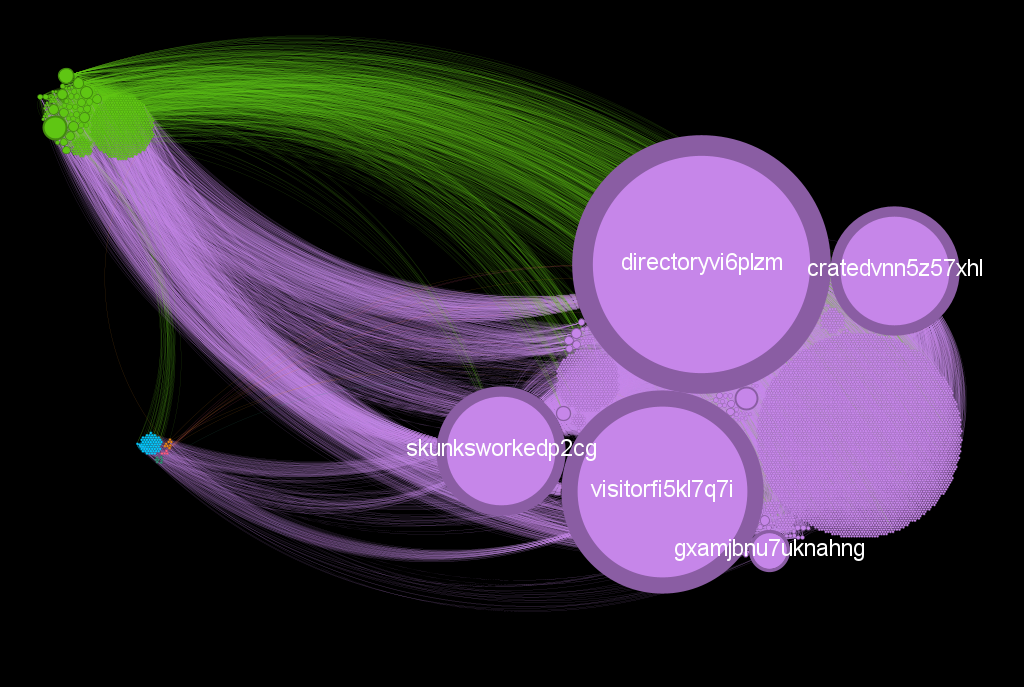 directoryvi6plzm
cratedvnn5z57xhl
skunksworkedp2cg
visitorfi5kl7q7i
gxamjbnu7uknahng